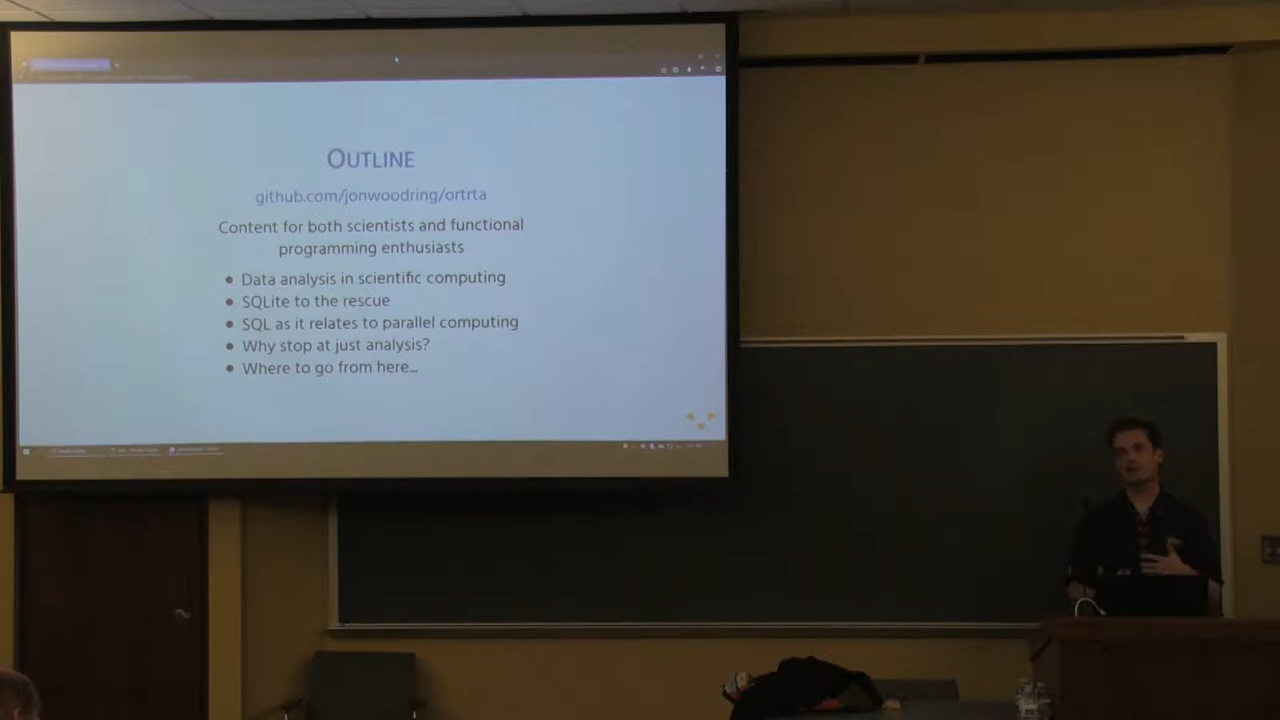 OUTLINE
github.com/jonwoodring/ortrta
Content for both scientists and functional
programming enthusiasts
• Data analysis in scientific computing
• SQLite to the rescue
• SQL as it relates to parallel computing
• Why stop at just analysis?
• Where to go from here...